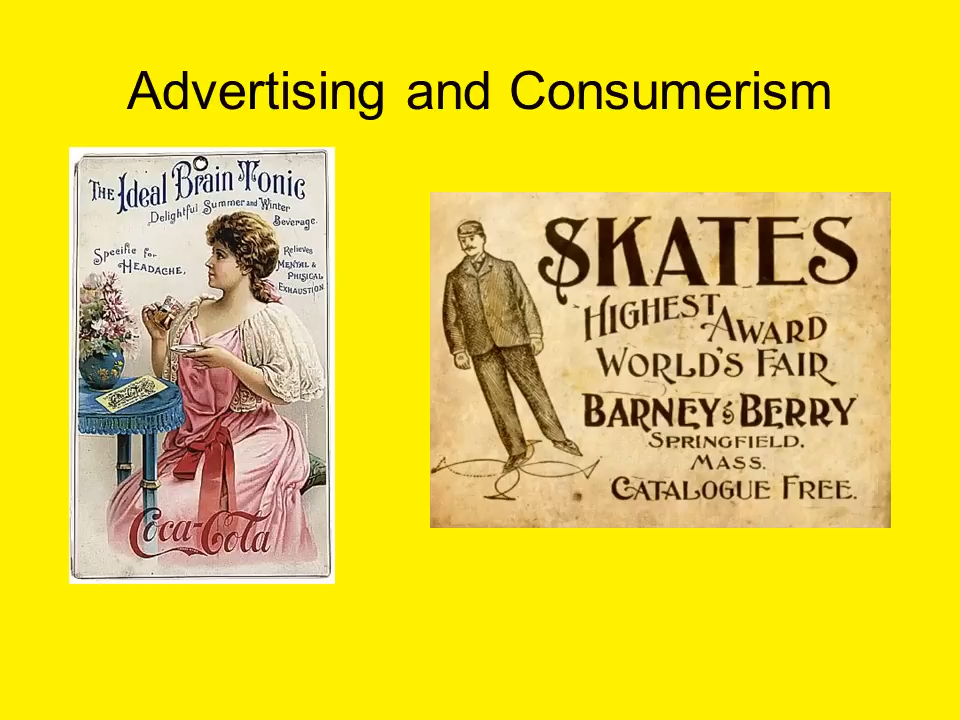 Advertising and Consumerism
THE Ideal Brain Tonic
Delightful Summer and Winter
Beverage.
Specific for
HEADACHE,
Relieves
MENTAL &
PHISICAL
EXHAUSTION
Coca-Cola
SKATES
HIGHEST AWARD
WORLD'S FAIR
BARNEY & BERRY
SPRINGFIELD,
MASS.
CATALOGUE FREE.